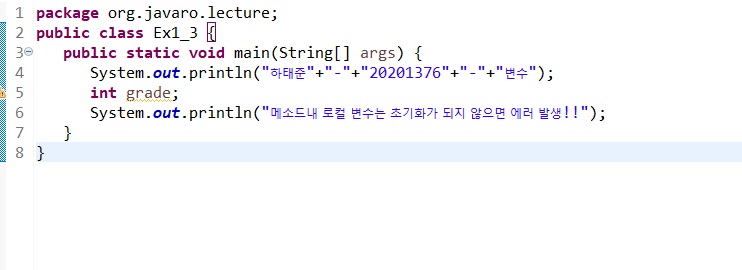 1 package org.javaro.lecture;
2 public class Ex1_3 {
3 public static void main(String[] args) {
4 System.out.println("하태준"+"-"+"20201376"+"-"+"변수");
5 int grade;
6 System.out.println("메소드내 로컬 변수는 초기화가 되지 않으면 에러 발생!!");
7 }
8 }